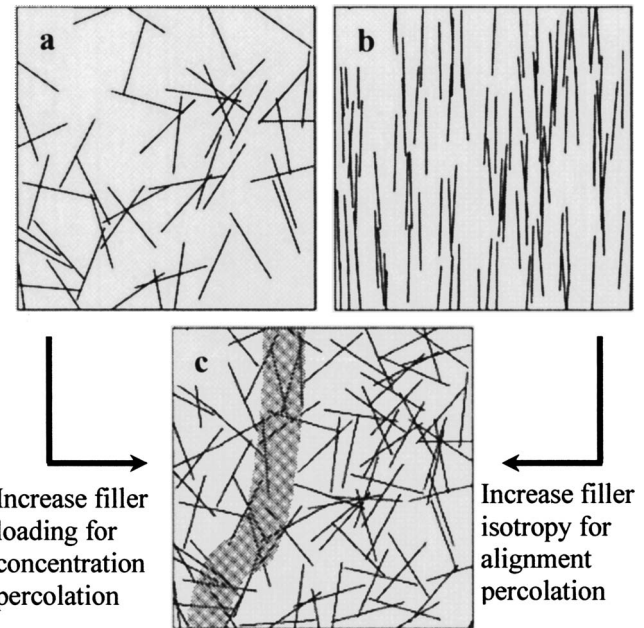 a
b
c
Increase filler
loading for
concentration
percolation
Increase filler
isotropy for
alignment
percolation